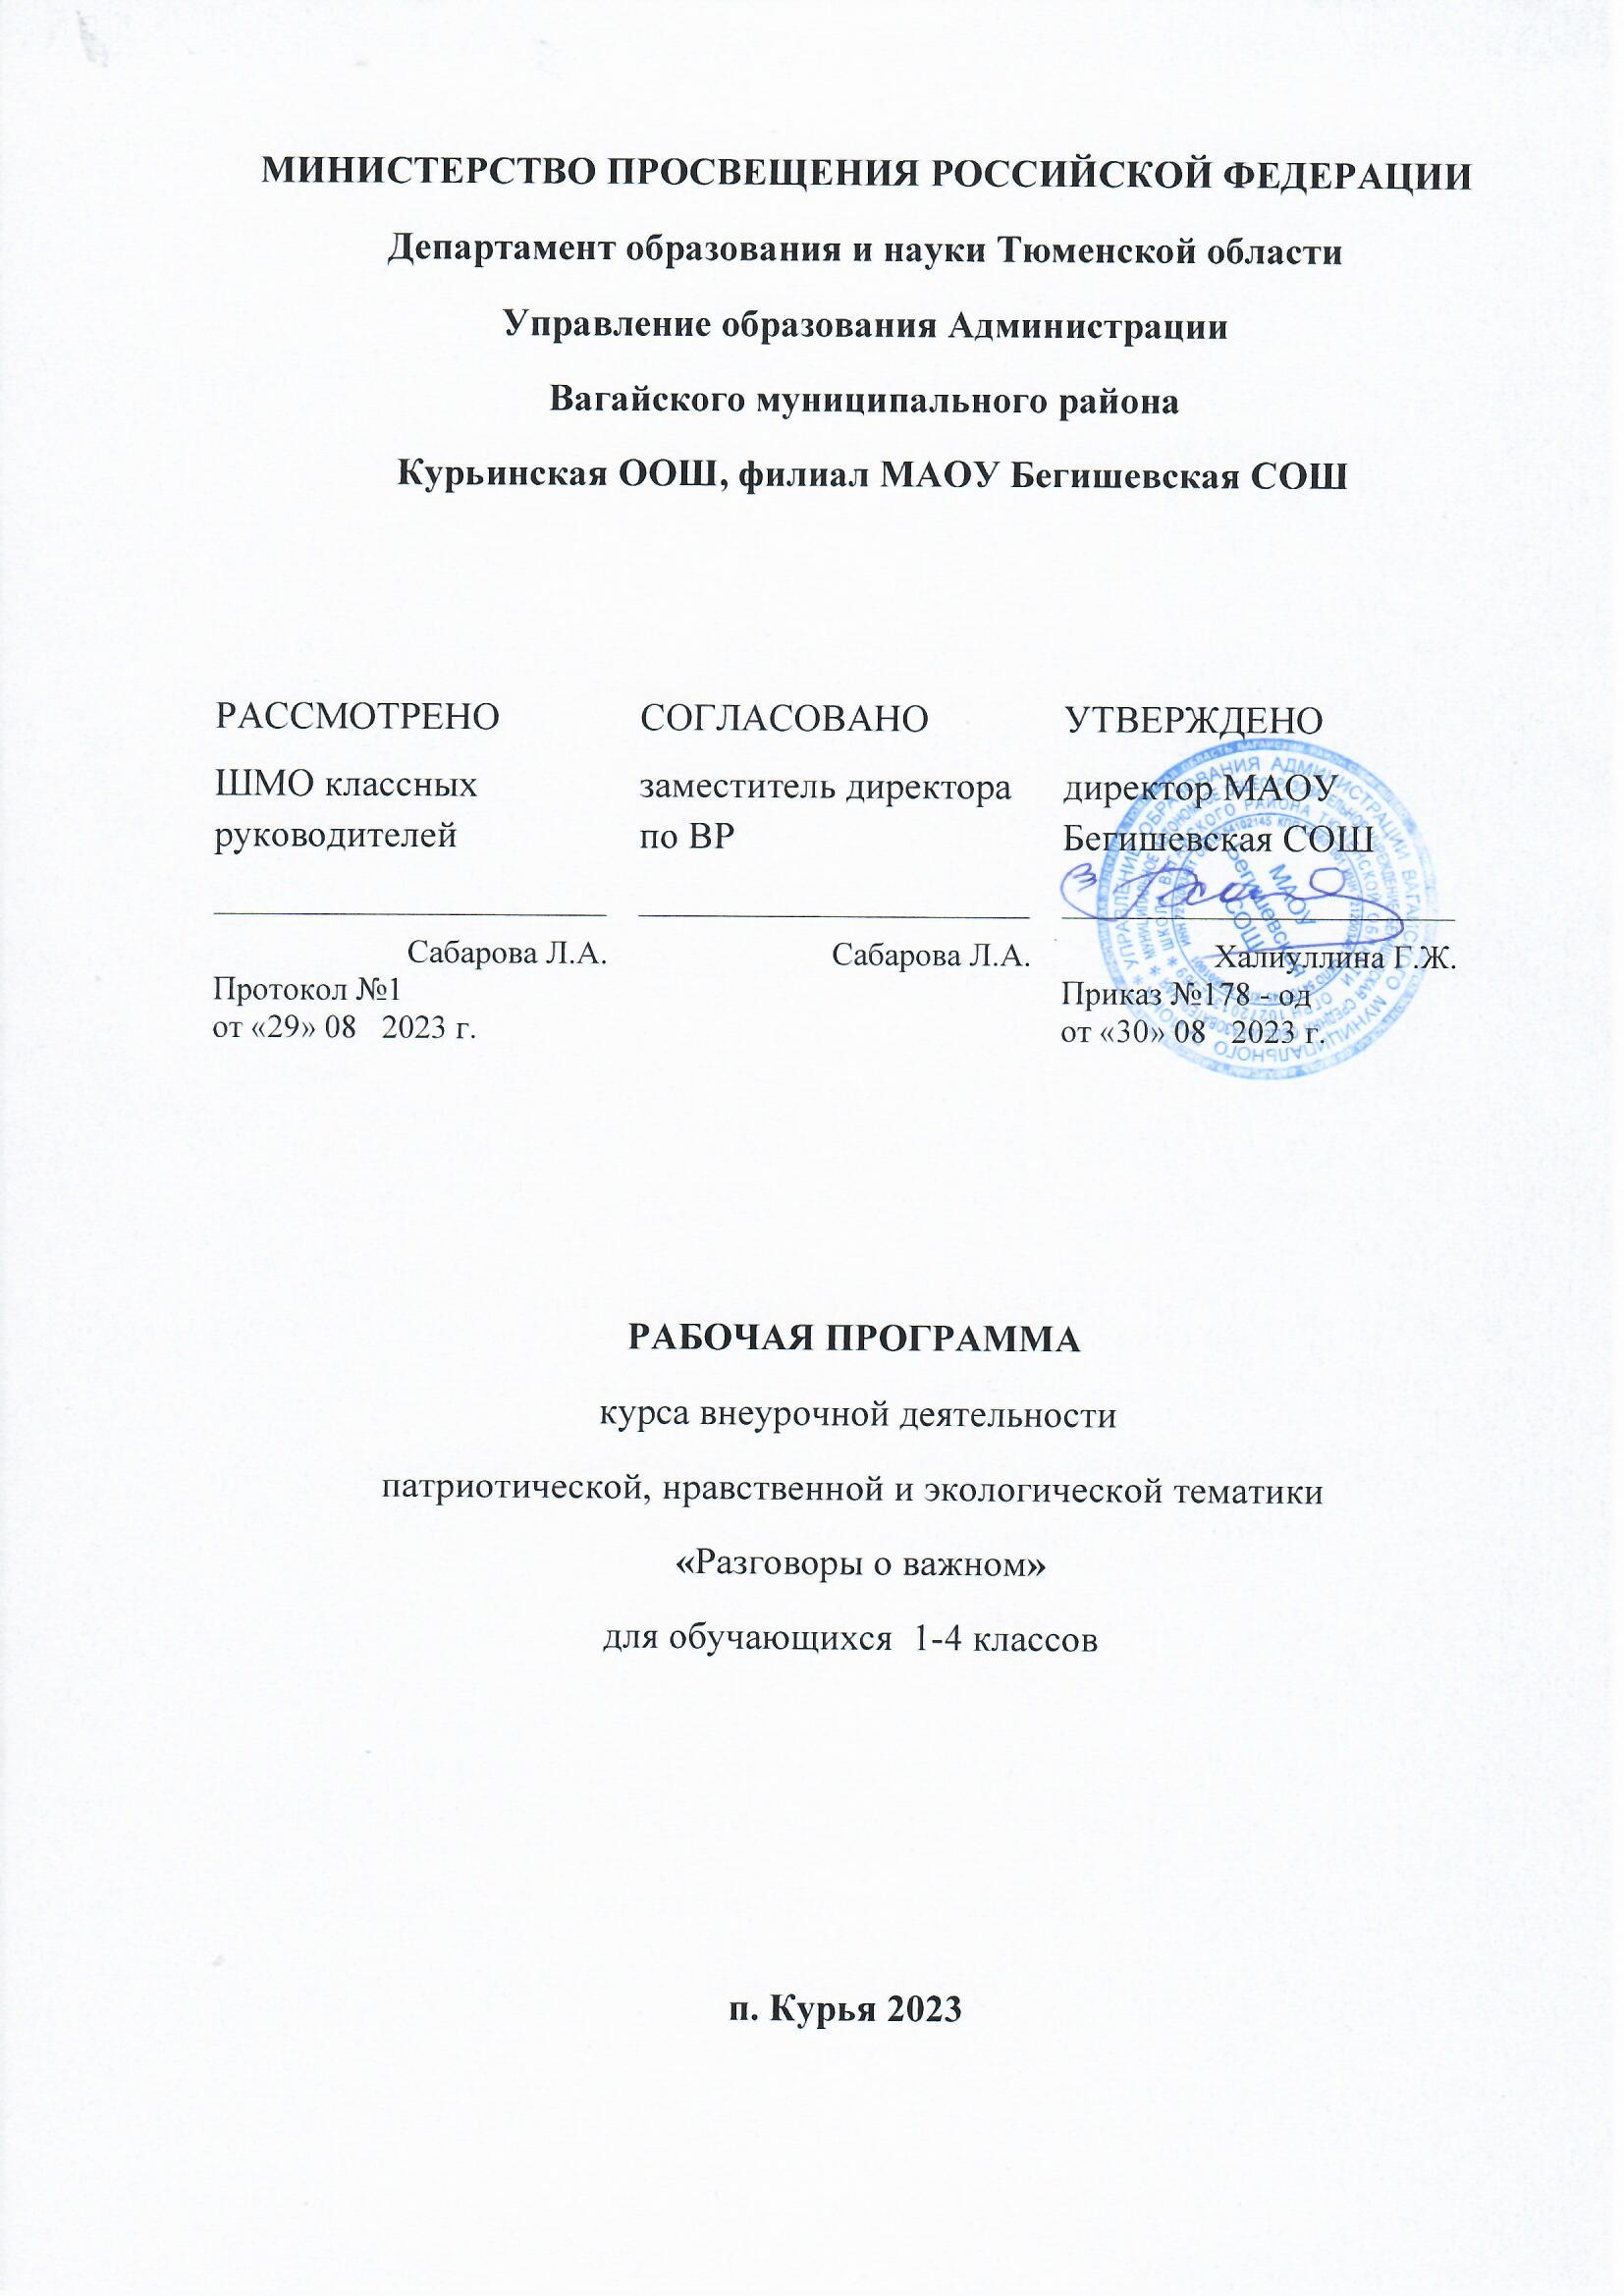 МИНИСТЕРСТВО ПРОСВЕЩЕНИЯ РОССИЙСКОЙ ФЕДЕРАЦИИ
Департамент образования и науки Тюменской области
Управление образования Администрации
Вагайского муниципального района
Курьинская ООШ, филиал МАОУ Бегишевская СОШ
РАССМОТРЕНО
ШМО классных
руководителей
Сабарова Л.А.
Протокол №1
от «29» 08 2023 г.
СОГЛАСОВАНО
заместитель директора
по ВР
Сабарова Л.А.
УТВЕРЖДЕНО
директор МАОУ
Бегишевская СОШ
Халиуллина Г.Ж.
Приказ №178 - од
от «30» 08 2023 г.
МАОУ
Бегишевская
СОШ
РАБОЧАЯ ПРОГРАММА
курса внеурочной деятельности
патриотической, нравственной и экологической тематики
«Разговоры о важном»
для обучающихся 1-4 классов
п. Курья 2023